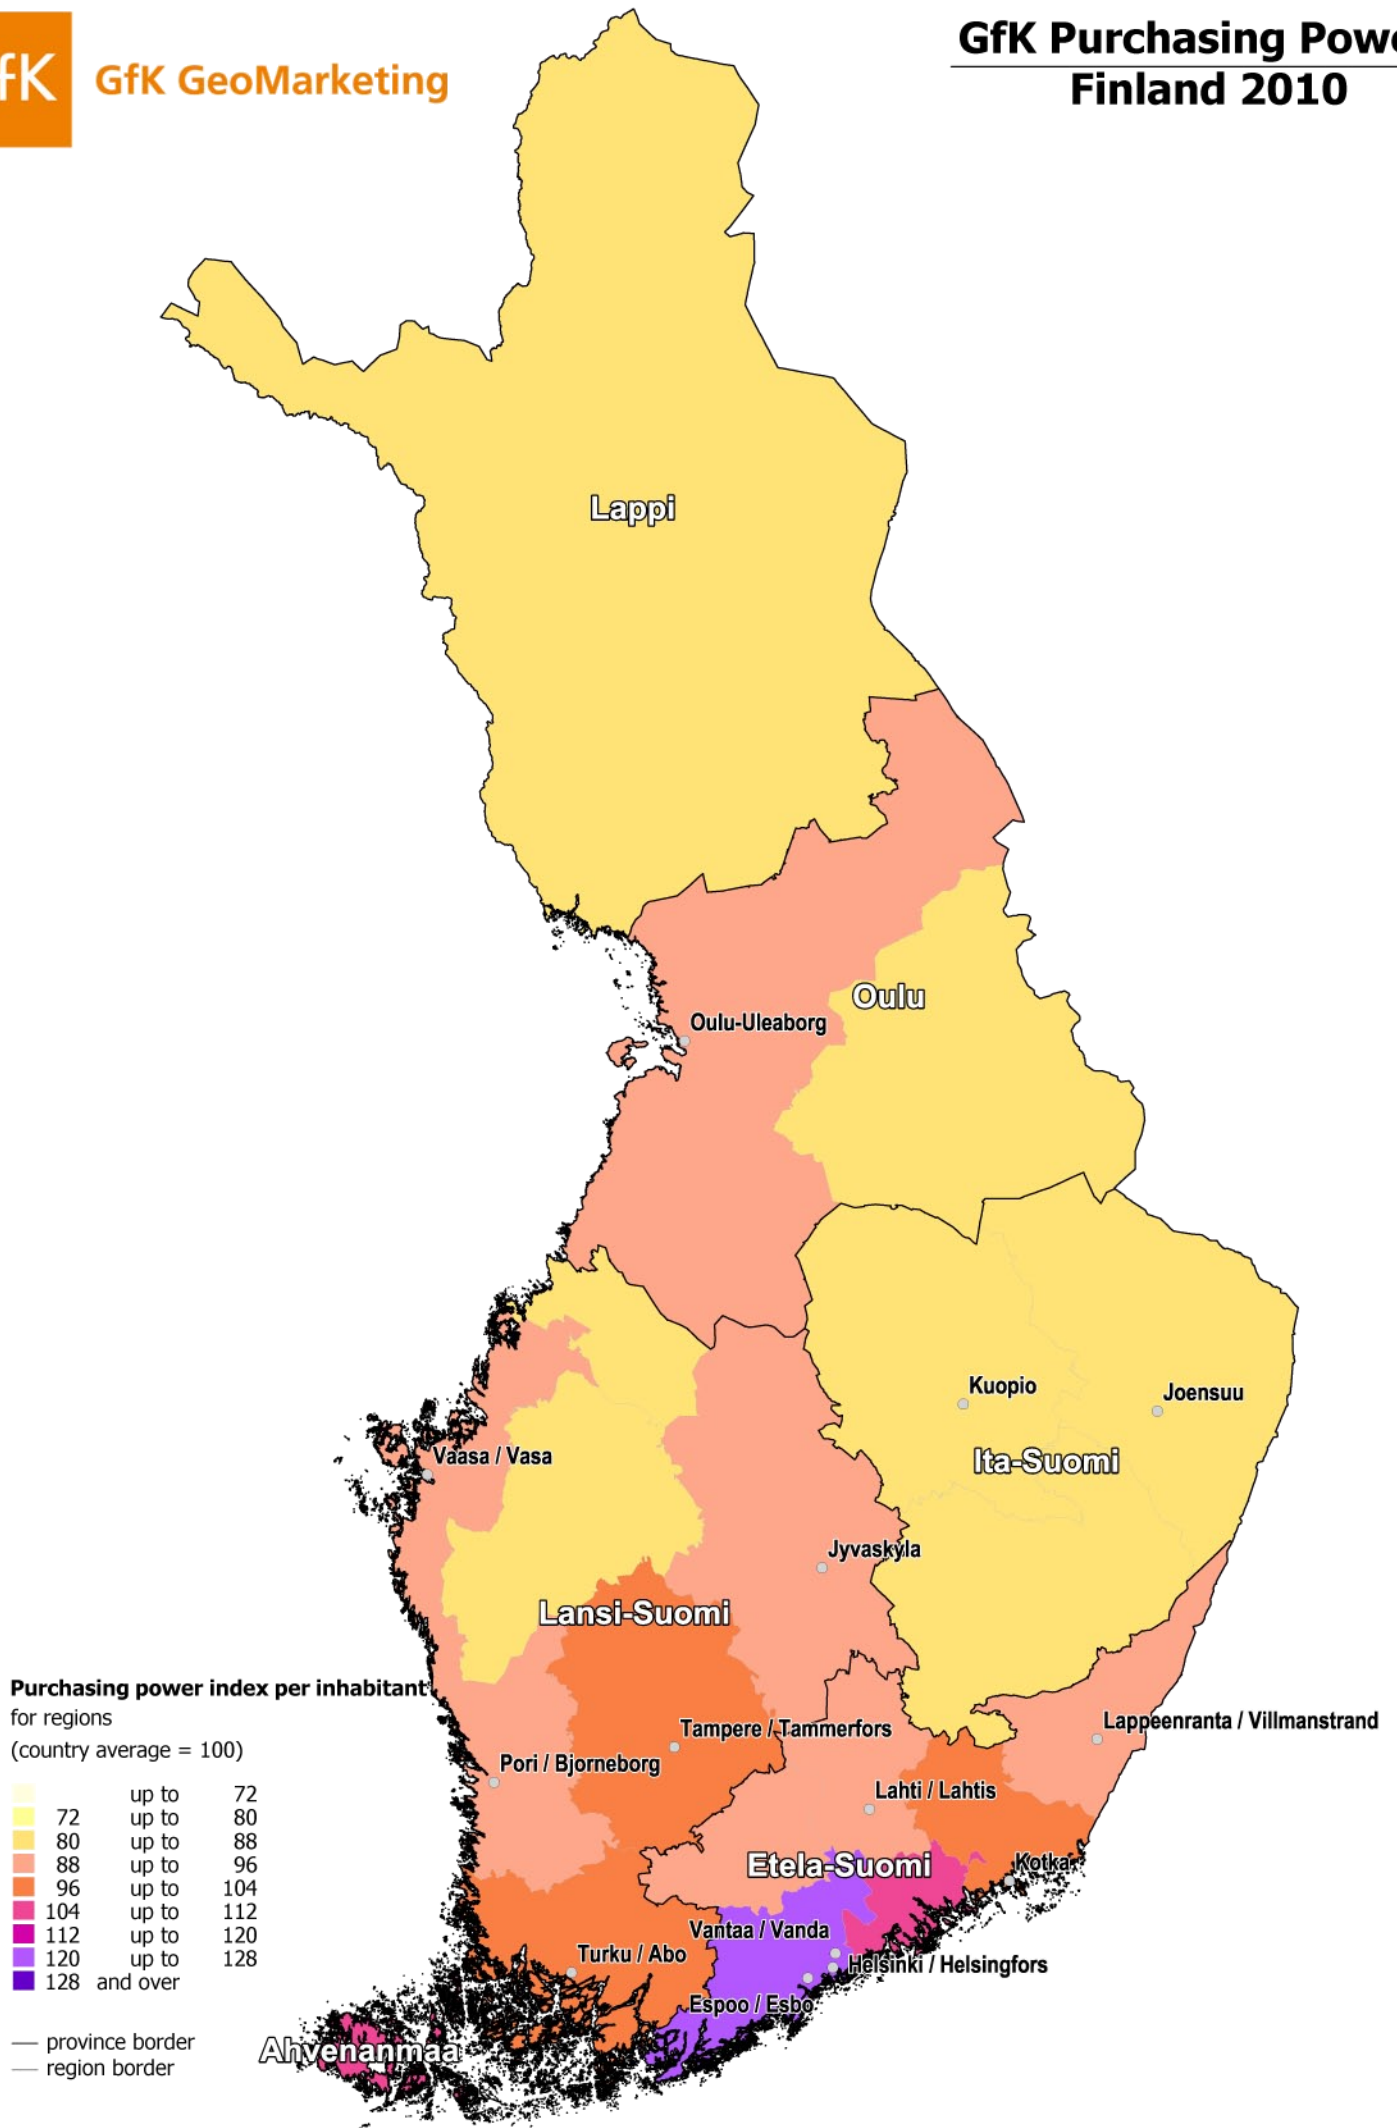 fK
GfK GeoMarketing
GfK Purchasing Powe
Finland 2010
Lappi
Oulu
Oulu-Uleaborg
Kuopio
Joensuu
Ita-Suomi
Vaasa / Vasa
Jyvaskyla
Lansi-Suomi
Tampere / Tammerfors
Lappeenranta / Villmanstrand
Pori / Bjorneborg
Lahti / Lahtis
Etela-Suomi
Kotka
Vantaa / Vanda
Turku / Abo
Helsinki / Helsingfors
Espoo / Esbo
Ahvenanmaa
Purchasing power index per inhabitant
for regions
(country average = 100)
up to 72
72 up to 80
80 up to 88
88 up to 96
96 up to 104
104 up to 112
112 up to 120
120 up to 128
128 and over
province border
region border